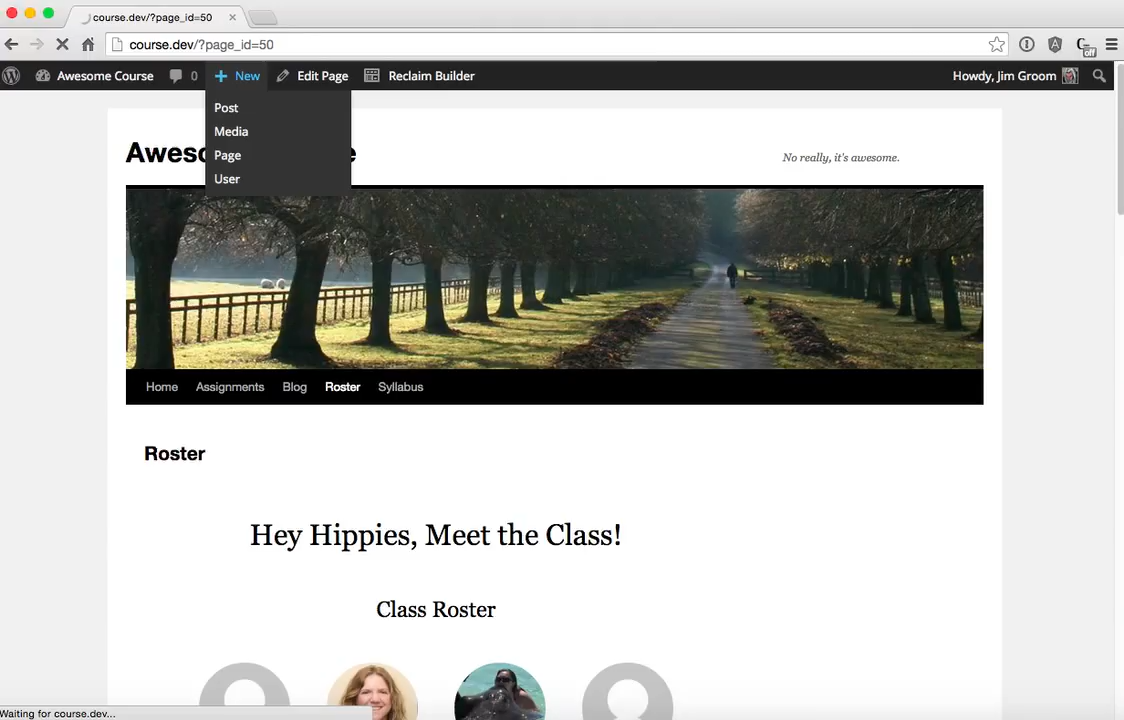 course.dev/?page_id=50
course.dev/?page_id=50
Awesome Course 0 New Edit Page Reclaim Builder Howdy, Jim Groom
Post
Media
Page
User
No really, it's awesome.
Home Assignments Blog Roster Syllabus
Roster
Hey Hippies, Meet the Class!
Class Roster
Waiting for course.dev...